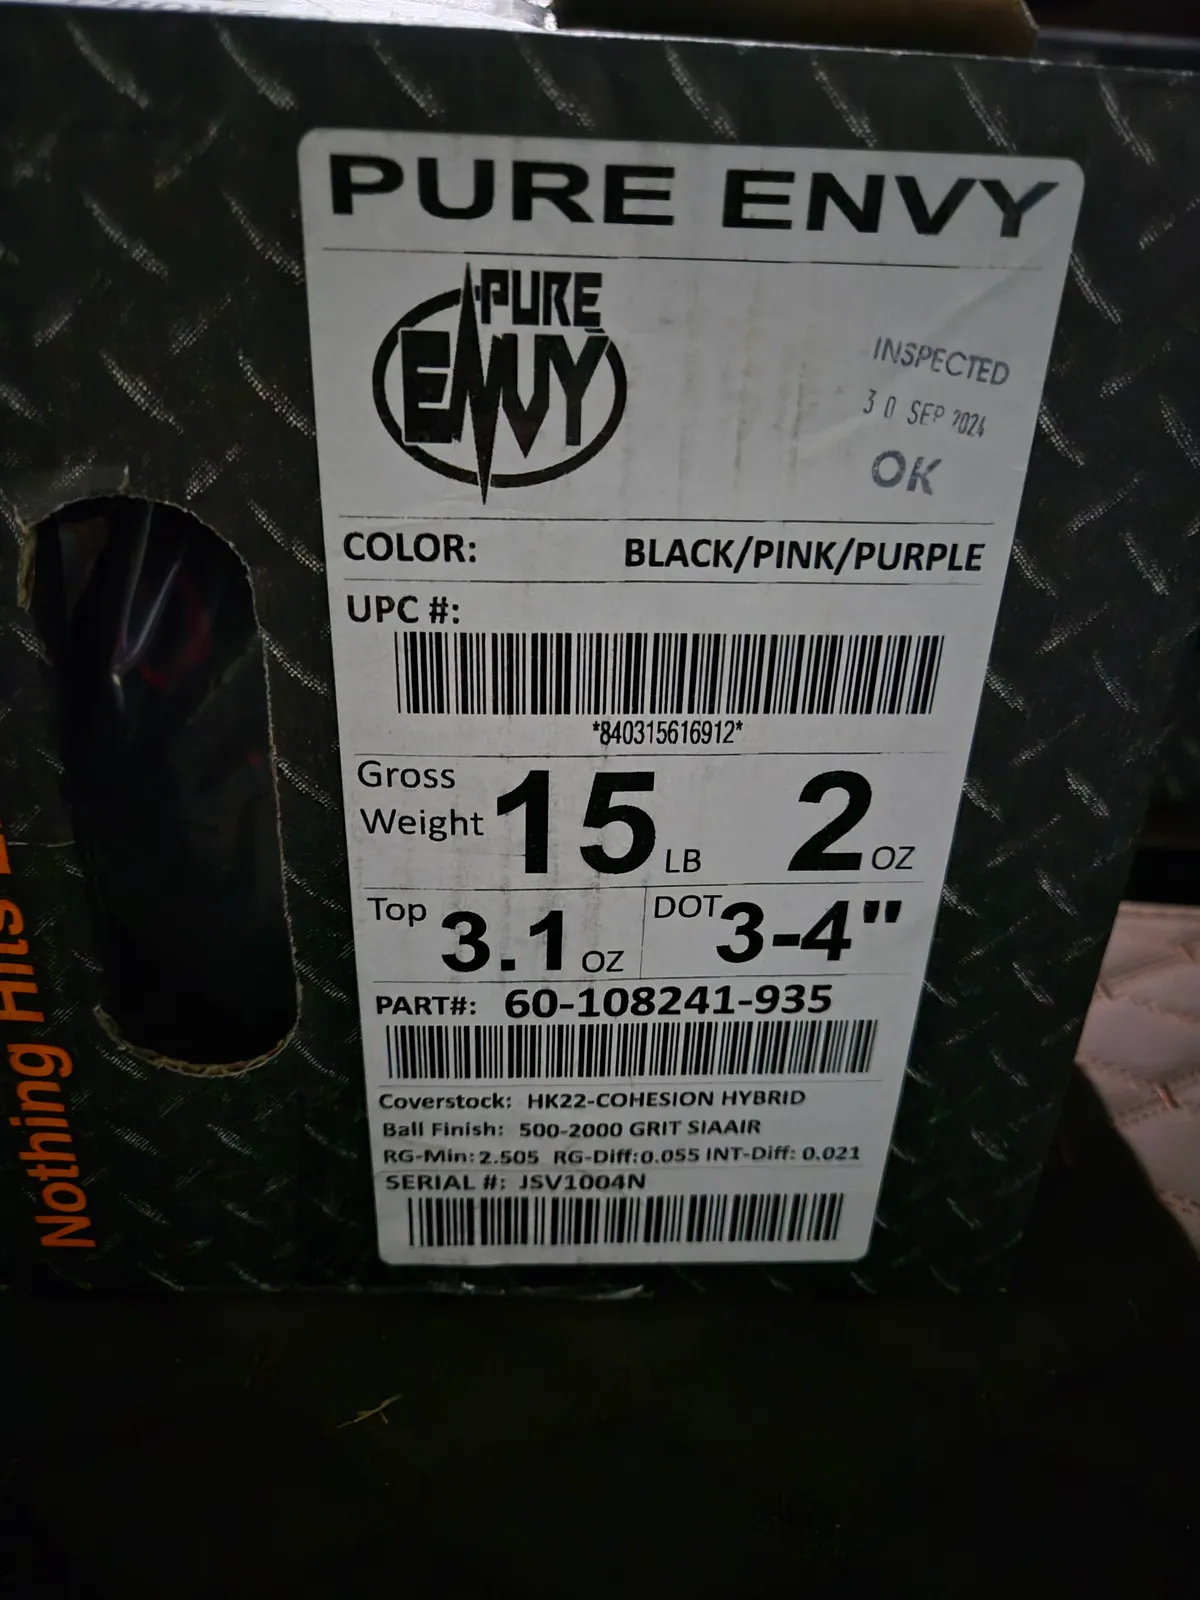 PURE ENVY
PURE
ENVY
INSPECTED
30 SEP 2024
OK
COLOR: BLACK/PINK/PURPLE
UPC #:
*840315616912*
Gross
Weight 15 LB 2 OZ
Top 3.1 OZ DOT 3-4"
PART#: 60-108241-935
Coverstock: HK22-COHESION HYBRID
Ball Finish: 500-2000 GRIT SIAAIR
RG-Min:2.505 RG-Diff:0.055 INT-Diff: 0.021
SERIAL #: JSV1004N
Nothing Hits